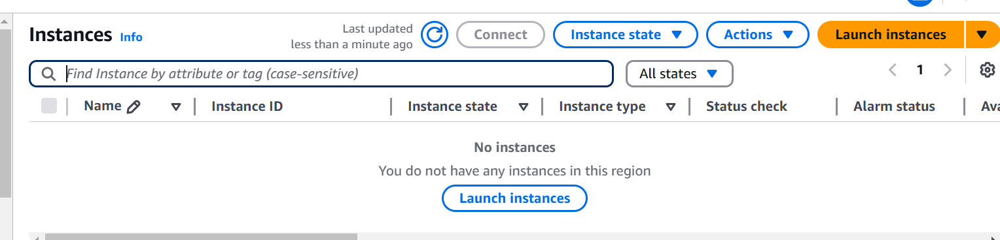 Instances Info
Last updated
less than a minute ago
Connect
Instance state
Actions
Launch instances
Find Instance by attribute or tag (case-sensitive)
All states
1
Name
Instance ID
Instance state
Instance type
Status check
Alarm status
No instances
You do not have any instances in this region
Launch instances